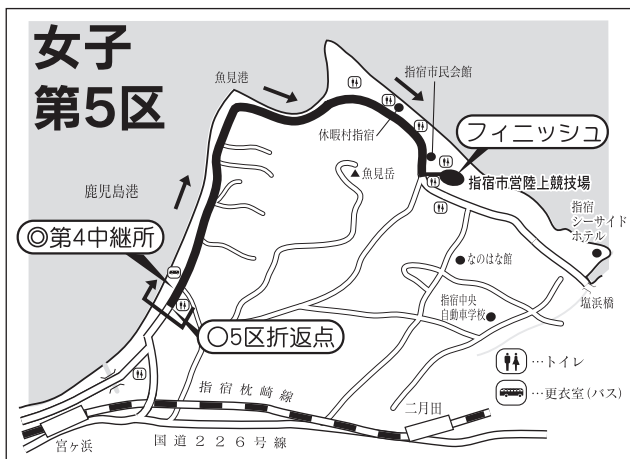 女子
第5区
魚見港
指宿市民会館
休暇村指宿
フィニッシュ
▲魚見岳
指宿市営陸上競技場
鹿児島港
指宿
シーサイド
ホテル
◎第4中継所
なのはな館
塩浜橋
指宿中央
自動車学校
○5区折返点
…トイレ
…更衣室(バス)
指宿枕崎線
二月田
宮ヶ浜
国道226号線